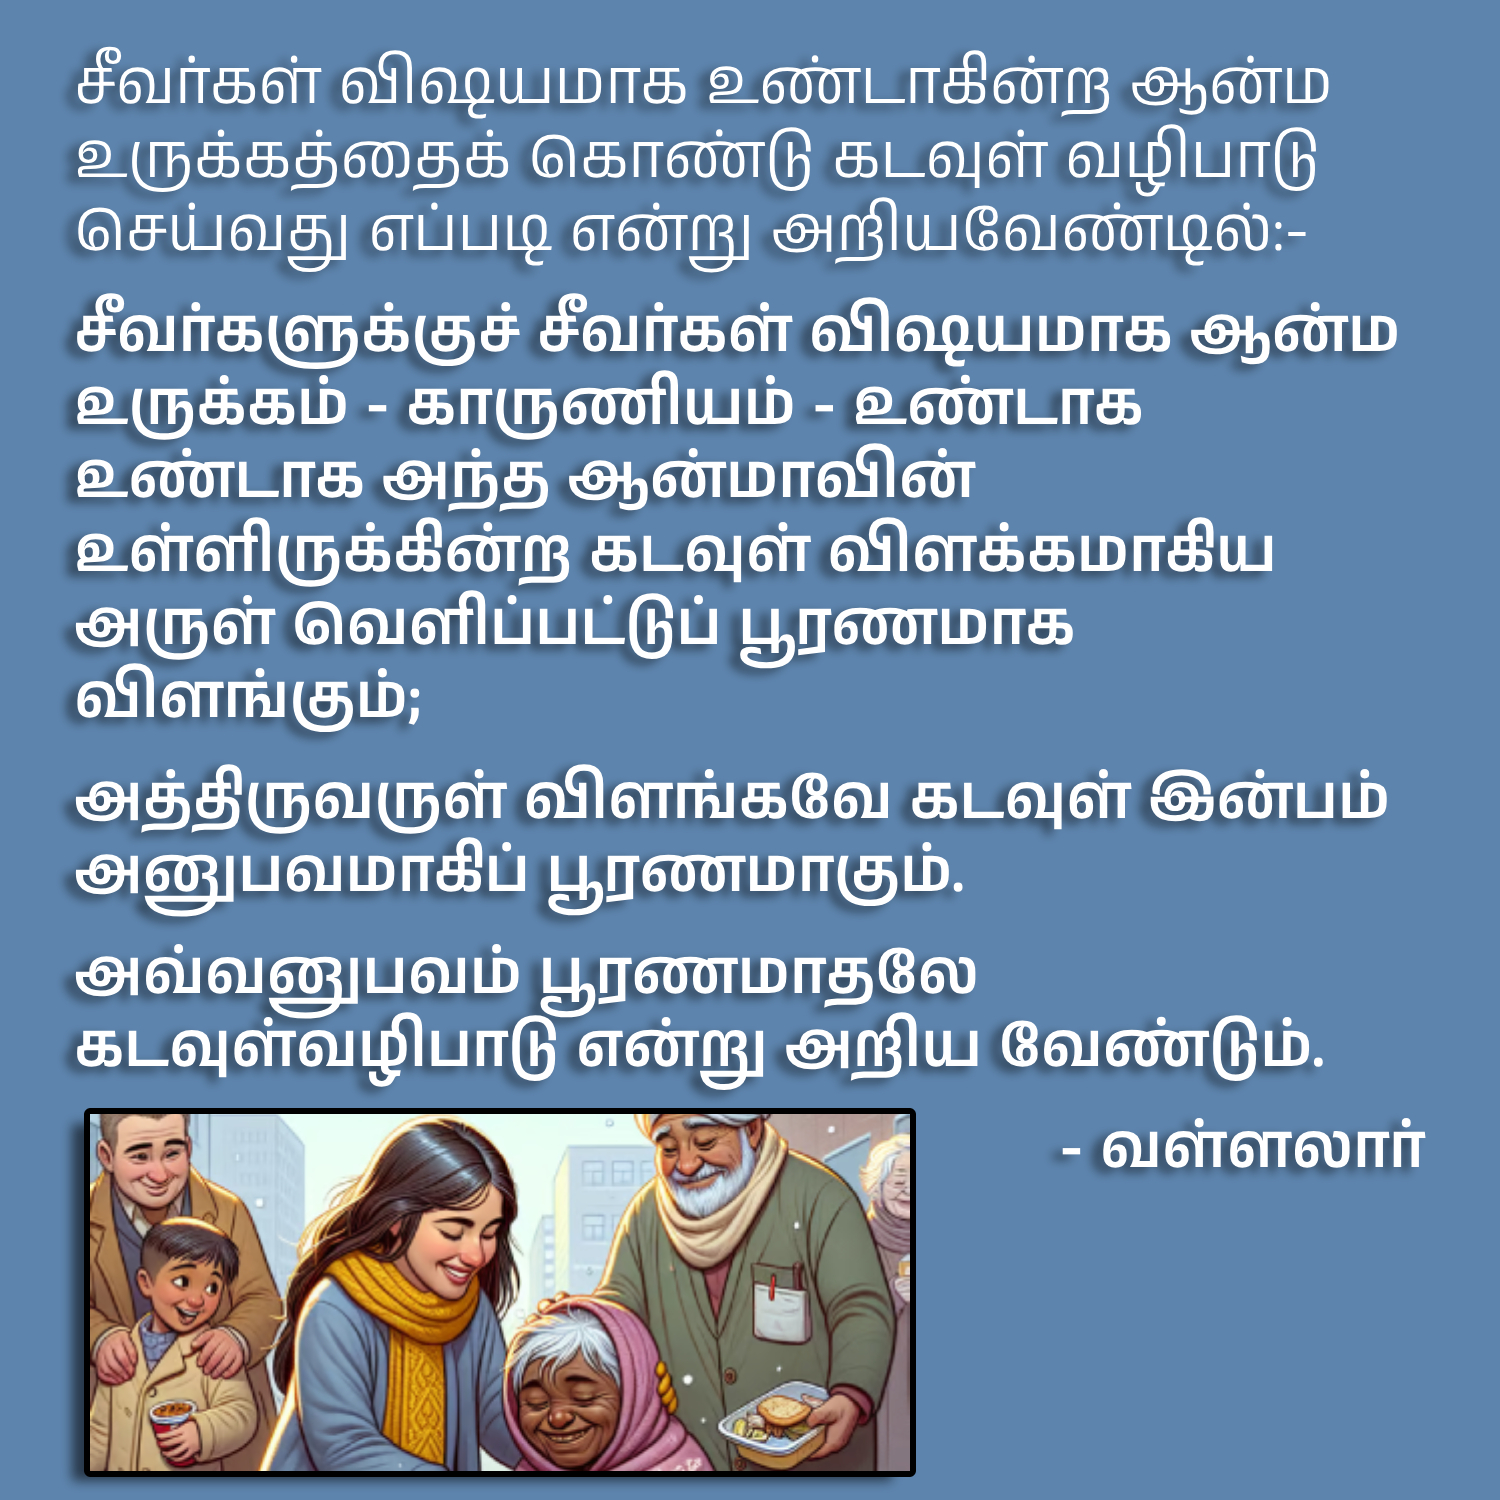 சீவர்கள் விஷயமாக உண்டாகின்ற ஆன்ம
உருக்கத்தைக் கொண்டு கடவுள் வழிபாடு
செய்வது எப்படி என்று அறியவேண்டில்:-
சீவர்களுக்குச் சீவர்கள் விஷயமாக ஆன்ம
உருக்கம் - காருணியம் - உண்டாக
உண்டாக அந்த ஆன்மாவின்
உள்ளிருக்கின்ற கடவுள் விளக்கமாகிய
அருள் வெளிப்பட்டுப் பூரணமாக
விளங்கும்;
அத்திருவருள் விளங்கவே கடவுள் இன்பம்
அனுபவமாகிப் பூரணமாகும்.
அவ்வனுபவம் பூரணமாதலே
கடவுள்வழிபாடு என்று அறிய வேண்டும்.
- வள்ளலார்